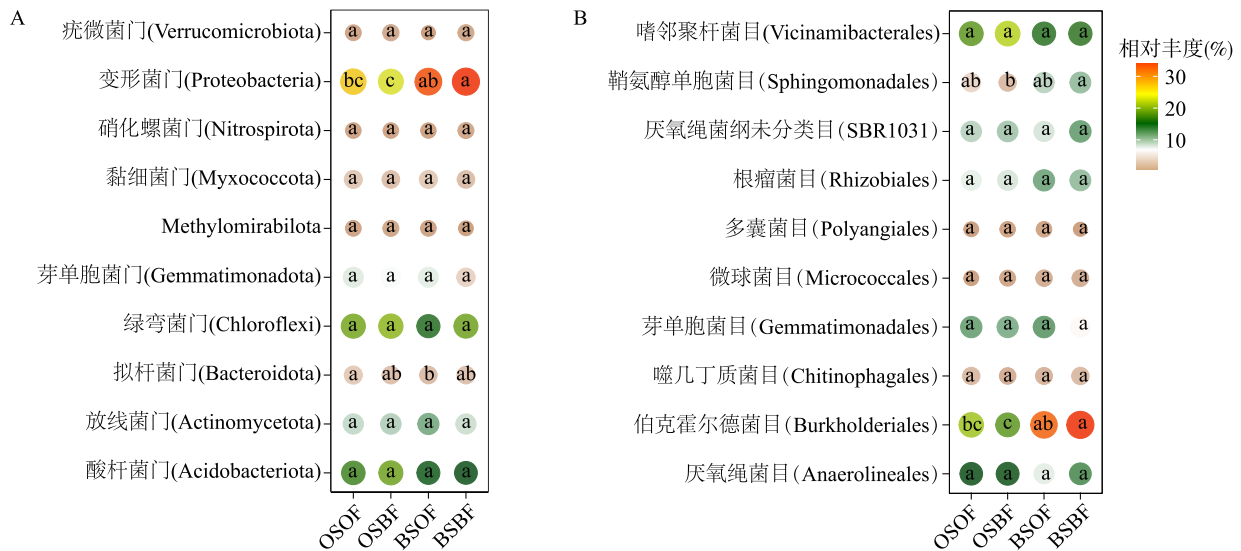 A
疣微菌门(Verrucomicrobiota) a a a a
变形菌门(Proteobacteria) bc c ab a
硝化螺菌门(Nitrospirota) a a a a
黏细菌门(Myxococcota) a a a a
Methylomirabilota a a a a
芽单胞菌门(Gemmatimonadota) a a a a
绿弯菌门(Chloroflexi) a a a a
拟杆菌门(Bacteroidota) a ab b ab
放线菌门(Actinomycetota) a a a a
酸杆菌门(Acidobacteriota) a a a a
OSOF OSBF BSOF BSBF
B
嗜邻聚杆菌目(Vicinamibacterales) a a a a
鞘氨醇单胞菌目(Sphingomonadales) ab b ab a
厌氧绳菌纲未分类目(SBR1031) a a a a
根瘤菌目(Rhizobiales) a a a a
多囊菌目(Polyangiales) a a a a
微球菌目(Micrococcales) a a a a
芽单胞菌目(Gemmatimonadales) a a a a
噬几丁质菌目(Chitinophagales) a a a a
伯克霍尔德菌目(Burkholderiales) bc c ab a
厌氧绳菌目(Anaerolineales) a a a a
OSOF OSBF BSOF BSBF
相对丰度(%)
30
20
10